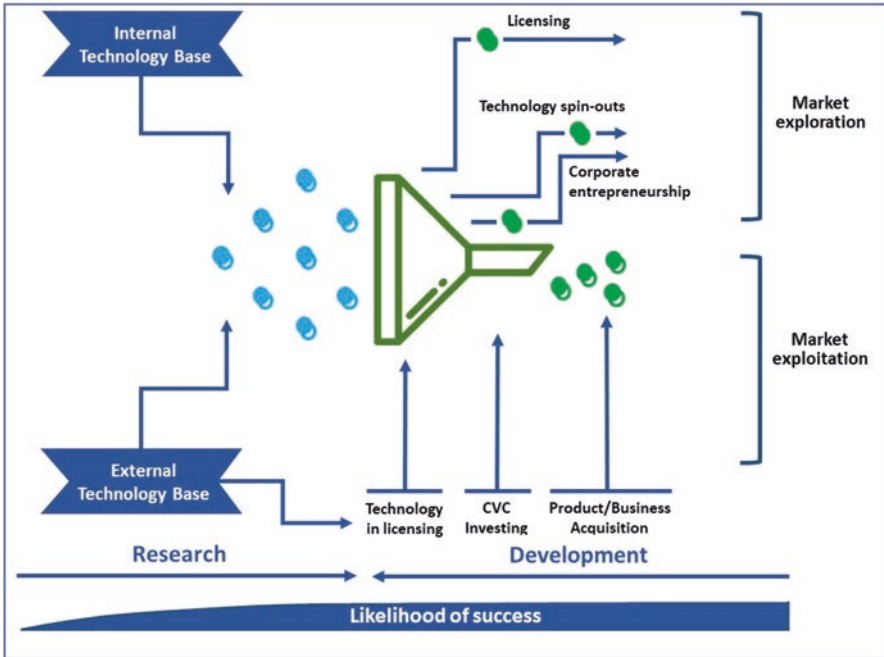 Internal
Technology Base
Licensing
Technology spin-outs
Corporate
entrepreneurship
Market
exploration
Market
exploitation
External
Technology Base
Technology
in licensing
CVC
Investing
Product/Business
Acquisition
Research
Development
Likelihood of success